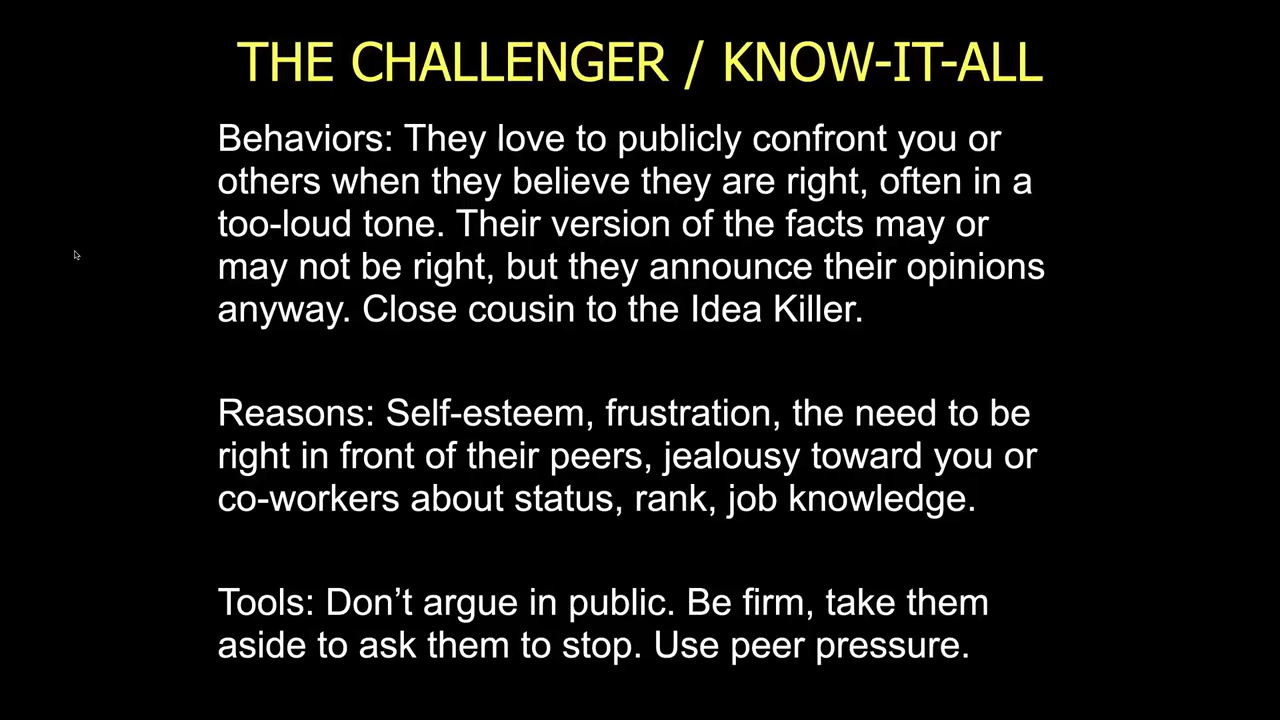 THE CHALLENGER / KNOW-IT-ALL
Behaviors: They love to publicly confront you or
others when they believe they are right, often in a
too-loud tone. Their version of the facts may or
may not be right, but they announce their opinions
anyway. Close cousin to the Idea Killer.
Reasons: Self-esteem, frustration, the need to be
right in front of their peers, jealousy toward you or
co-workers about status, rank, job knowledge.
Tools: Don’t argue in public. Be firm, take them
aside to ask them to stop. Use peer pressure.